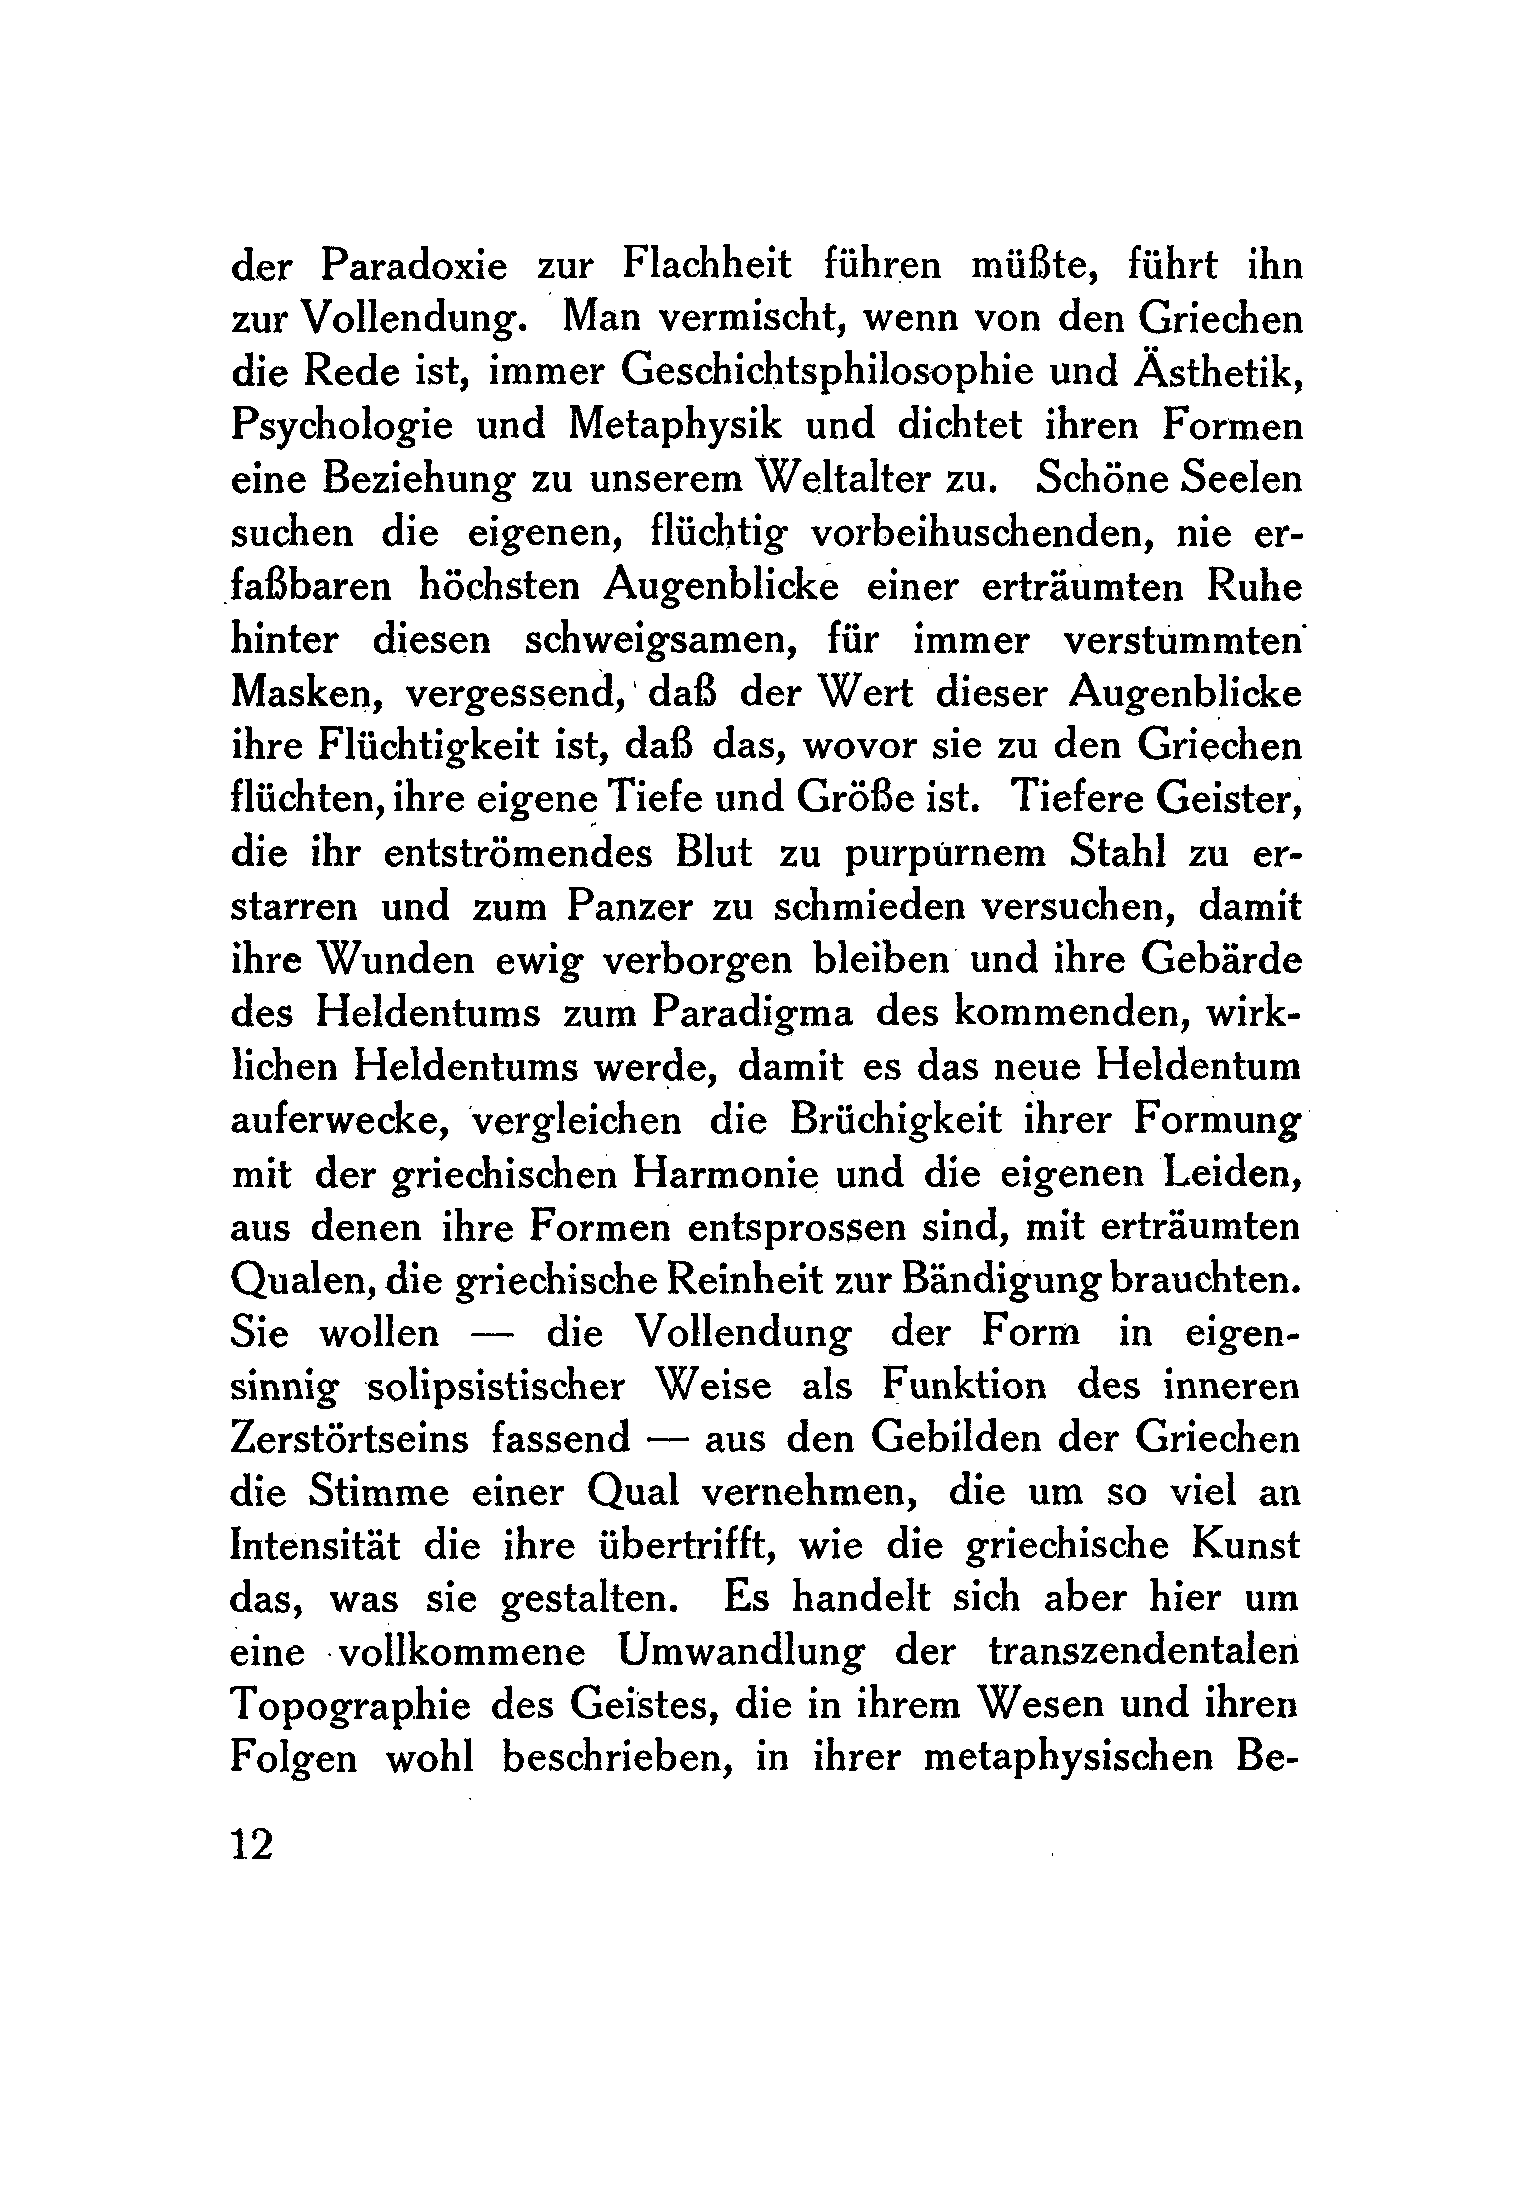 der Paradoxie zur Flachheit führen müßte, führt ihn
zur Vollendung. Man vermischt, wenn von den Griechen
die Rede ist, immer Geschichtsphilosophie und Ästhetik,
Psychologie und Metaphysik und dichtet ihren Formen
eine Beziehung zu unserem Weltalter zu. Schöne Seelen
suchen die eigenen, flüchtig vorbeihuschenden, nie er-
faßbaren höchsten Augenblicke einer erträumten Ruhe
hinter diesen schweigsamen, für immer verstummten
Masken, vergessend, daß der Wert dieser Augenblicke
ihre Flüchtigkeit ist, daß das, wovor sie zu den Griechen
flüchten, ihre eigene Tiefe und Größe ist. Tiefere Geister,
die ihr entströmendes Blut zu purpurnem Stahl zu er-
starren und zum Panzer zu schmieden versuchen, damit
ihre Wunden ewig verborgen bleiben und ihre Gebärde
des Heldentums zum Paradigma des kommenden, wirk-
lichen Heldentums werde, damit es das neue Heldentum
auferwecke, vergleichen die Brüchigkeit ihrer Formung
mit der griechischen Harmonie und die eigenen Leiden,
aus denen ihre Formen entsprossen sind, mit erträumten
Qualen, die griechische Reinheit zur Bändigung brauchten.
Sie wollen — die Vollendung der Form in eigen-
sinnig solipsistischer Weise als Funktion des inneren
Zerstörtseins fassend — aus den Gebilden der Griechen
die Stimme einer Qual vernehmen, die um so viel an
Intensität die ihre übertrifft, wie die griechische Kunst
das, was sie gestalten. Es handelt sich aber hier um
eine vollkommene Umwandlung der transzendentalen
Topographie des Geistes, die in ihrem Wesen und ihren
Folgen wohl beschrieben, in ihrer metaphysischen Be-
12